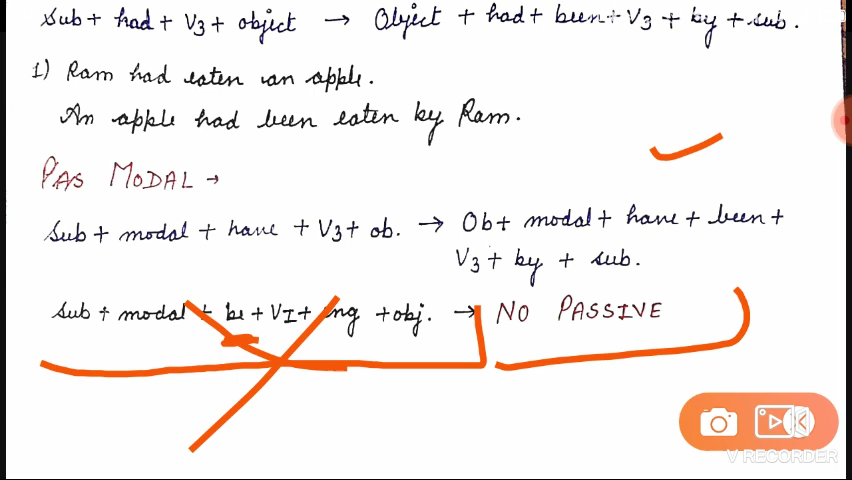 Sub + had + V3 + object → Object + had + been + V3 + by + sub.
1) Ram had eaten an apple.
An apple had been eaten by Ram.
PAS MODAL →
Sub + modal + have + V3 + ob. → Ob + modal + have + been +
V3 + by + sub.
Sub + modal + be + VI + ing + obj. → NO PASSIVE
V RECORDER